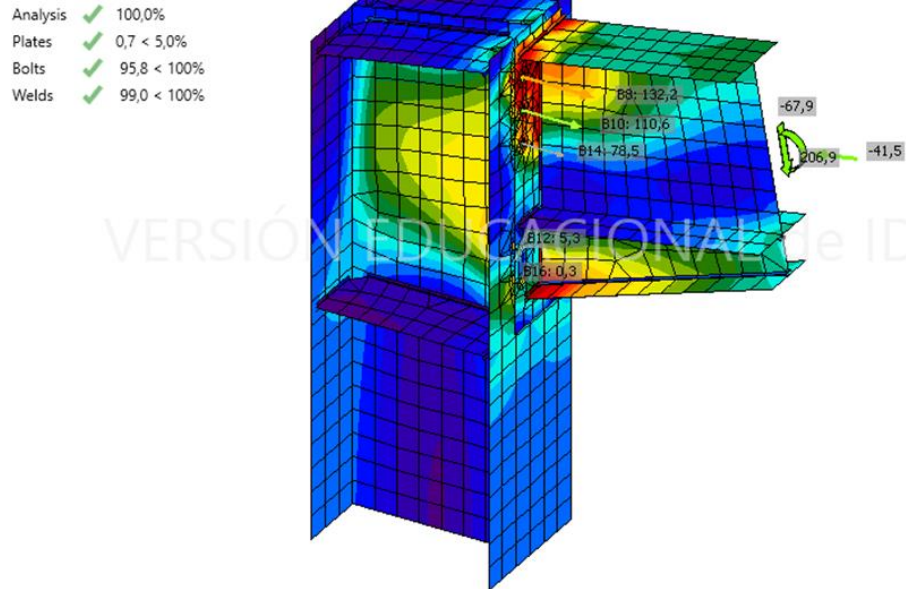 Analysis 100,0%
Plates 0,7 < 5,0%
Bolts 95,8 < 100%
Welds 99,0 < 100%
B8: 132,2
-67,9
B10: 110,6
206,9
-41,5
B14: 78,5
VERSIÓN EDUCACIONAL de ID
B12: 5,3
B16: 0,3